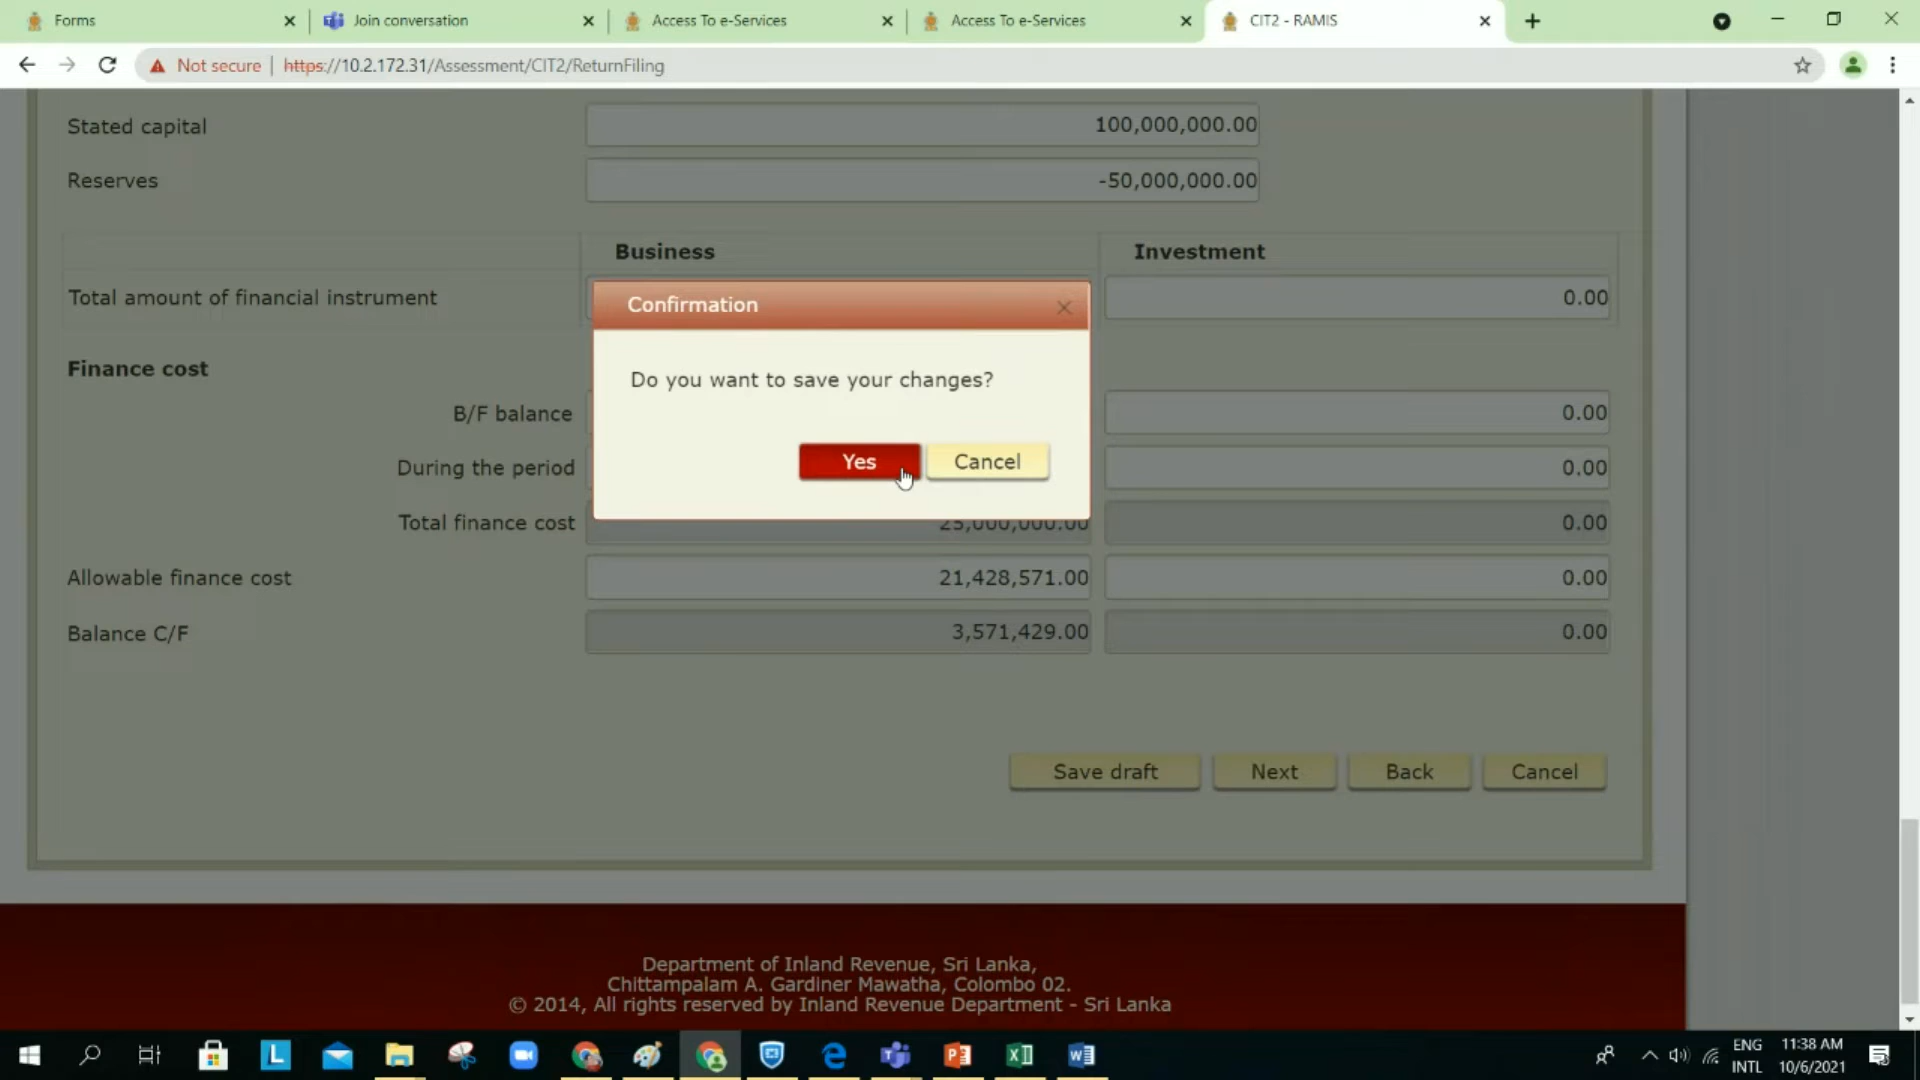 Forms
Join conversation
Access To e-Services
Access To e-Services
CIT2 - RAMIS
Not secure
https://10.2.172.31/Assessment/CIT2/ReturnFiling
Stated capital 100,000,000.00
Reserves -50,000,000.00
Business Investment
Total amount of financial instrument 0.00
Confirmation
Do you want to save your changes?
Yes Cancel
Finance cost
B/F balance 0.00
During the period 0.00
Total finance cost 25,000,000.00 0.00
Allowable finance cost 21,428,571.00 0.00
Balance C/F 3,571,429.00 0.00
Save draft Next Back Cancel
Department of Inland Revenue, Sri Lanka,
Chittampalam A. Gardiner Mawatha, Colombo 02.
© 2014, All rights reserved by Inland Revenue Department - Sri Lanka
L
ENG 11:38 AM
INTL 10/6/2021